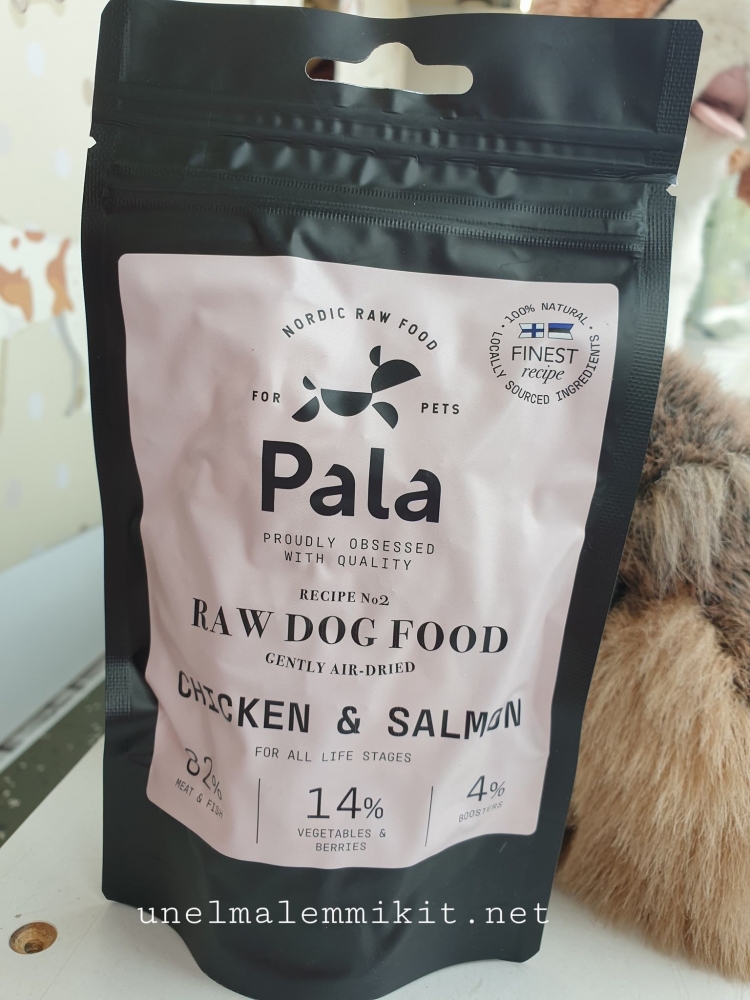 NORDIC RAW FOOD
FOR PETS
100% NATURAL • LOCALLY SOURCED INGREDIENTS •
FINEST
recipe
Pala
PROUDLY OBSESSED
WITH QUALITY
RECIPE No2
RAW DOG FOOD
GENTLY AIR-DRIED
CHICKEN & SALMON
FOR ALL LIFE STAGES
82%
MEAT & FISH
14%
VEGETABLES &
BERRIES
4%
BOOSTERS
unelmalemmikit.net